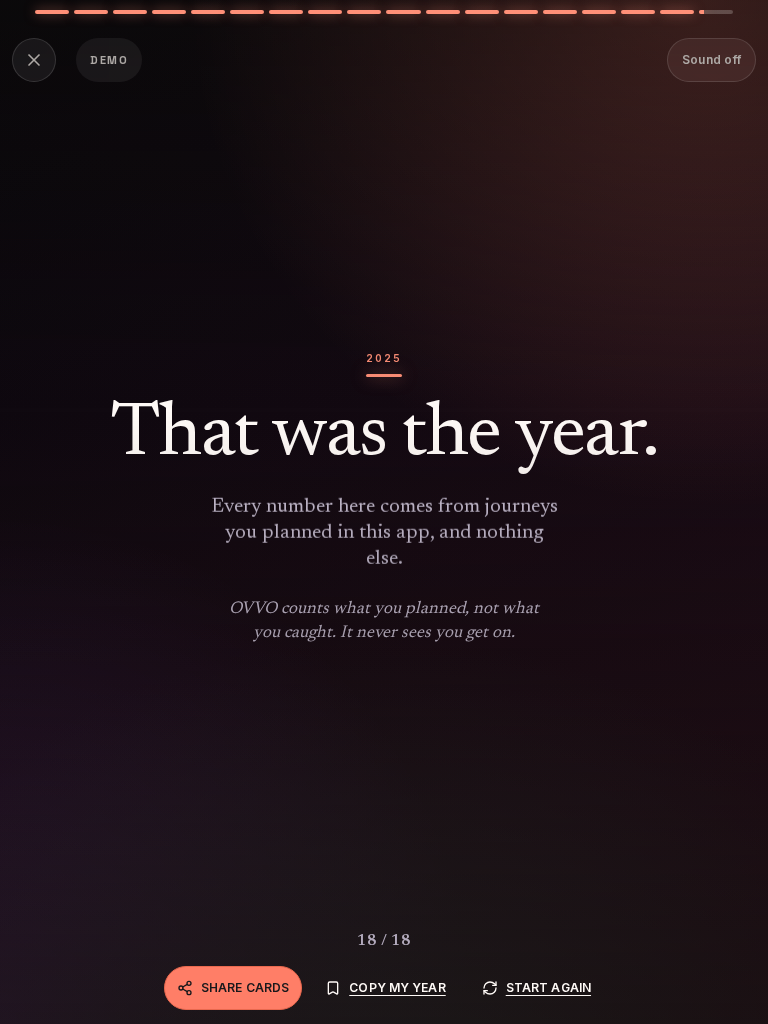 DEMO
Sound off
2025
That was the year.
Every number here comes from journeys
you planned in this app, and nothing
else.
OVVO counts what you planned, not what
you caught. It never sees you get on.
18 / 18
SHARE CARDS
COPY MY YEAR
START AGAIN